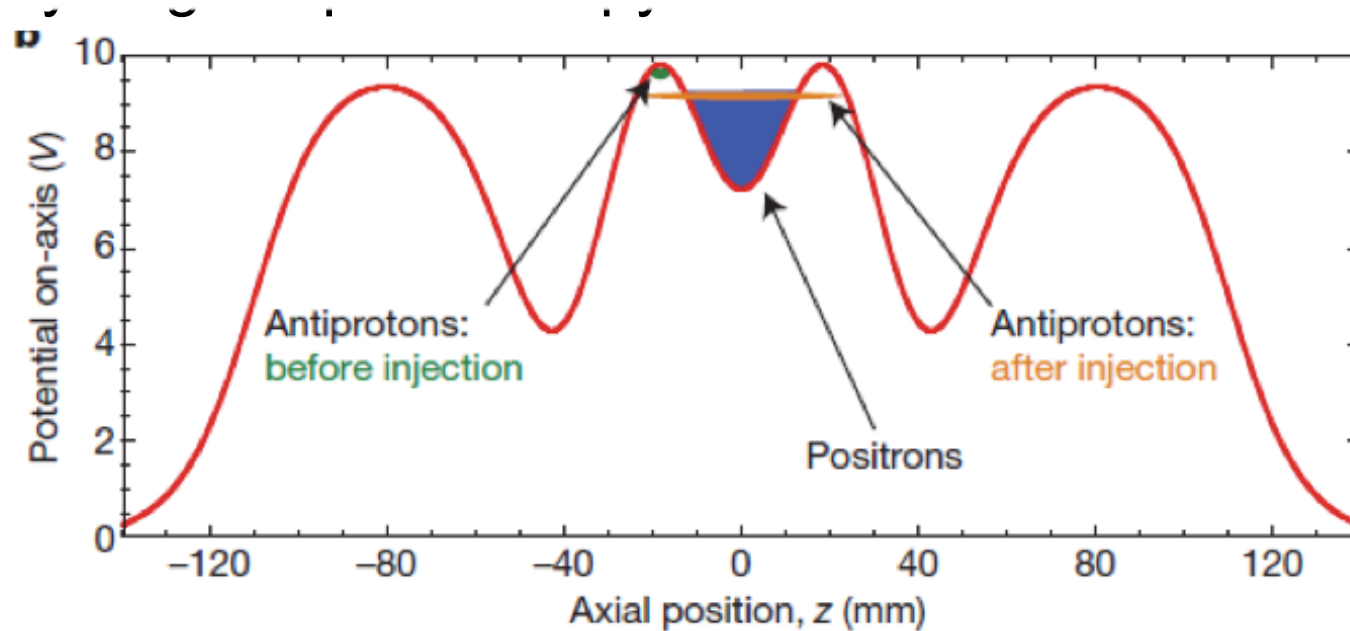 b
10
8
6
4
2
0
Potential on-axis (V)
Antiprotons:
before injection
Antiprotons:
after injection
Positrons
–120 –80 –40 0 40 80 120
Axial position, z (mm)